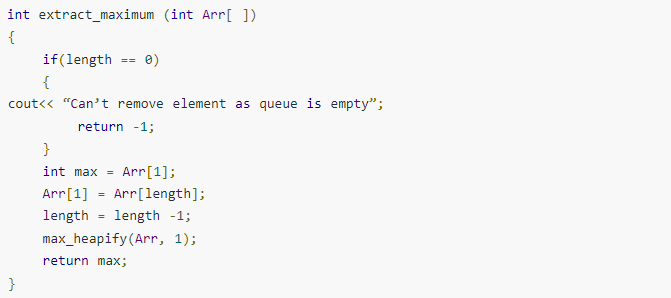 int extract_maximum (int Arr[ ])
{
if(length == 0)
{
cout<< “Can’t remove element as queue is empty”;
return -1;
}
int max = Arr[1];
Arr[1] = Arr[length];
length = length -1;
max_heapify(Arr, 1);
return max;
}